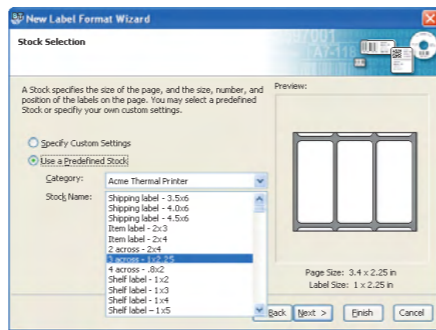 New Label Format Wizard
Stock Selection
A Stock specifies the size of the page, and the size, number, and
position of the labels on the page. You may select a predefined
Stock or specifiy your own custom settings.
Preview:
Specify Custom
Settings
Use a Predefined Stock
Category: Acme Thermal Printer
Stock Name:
Shipping label - 3.5x6
Shipping label - 4.0x6
Shipping label - 4.5x6
Item label - 2x3
Item label - 2x4
2 across - 2x4
3 across - 1x2.25
4 across - .8x2
Shelf label - 1x2
Shelf label - 1x3
Shelf label - 1x4
Shelf label - 1x5
Page Size: 3.4 x 2.25 in
Label Size: 1 x 2.25 in
Back Next > Finish Cancel